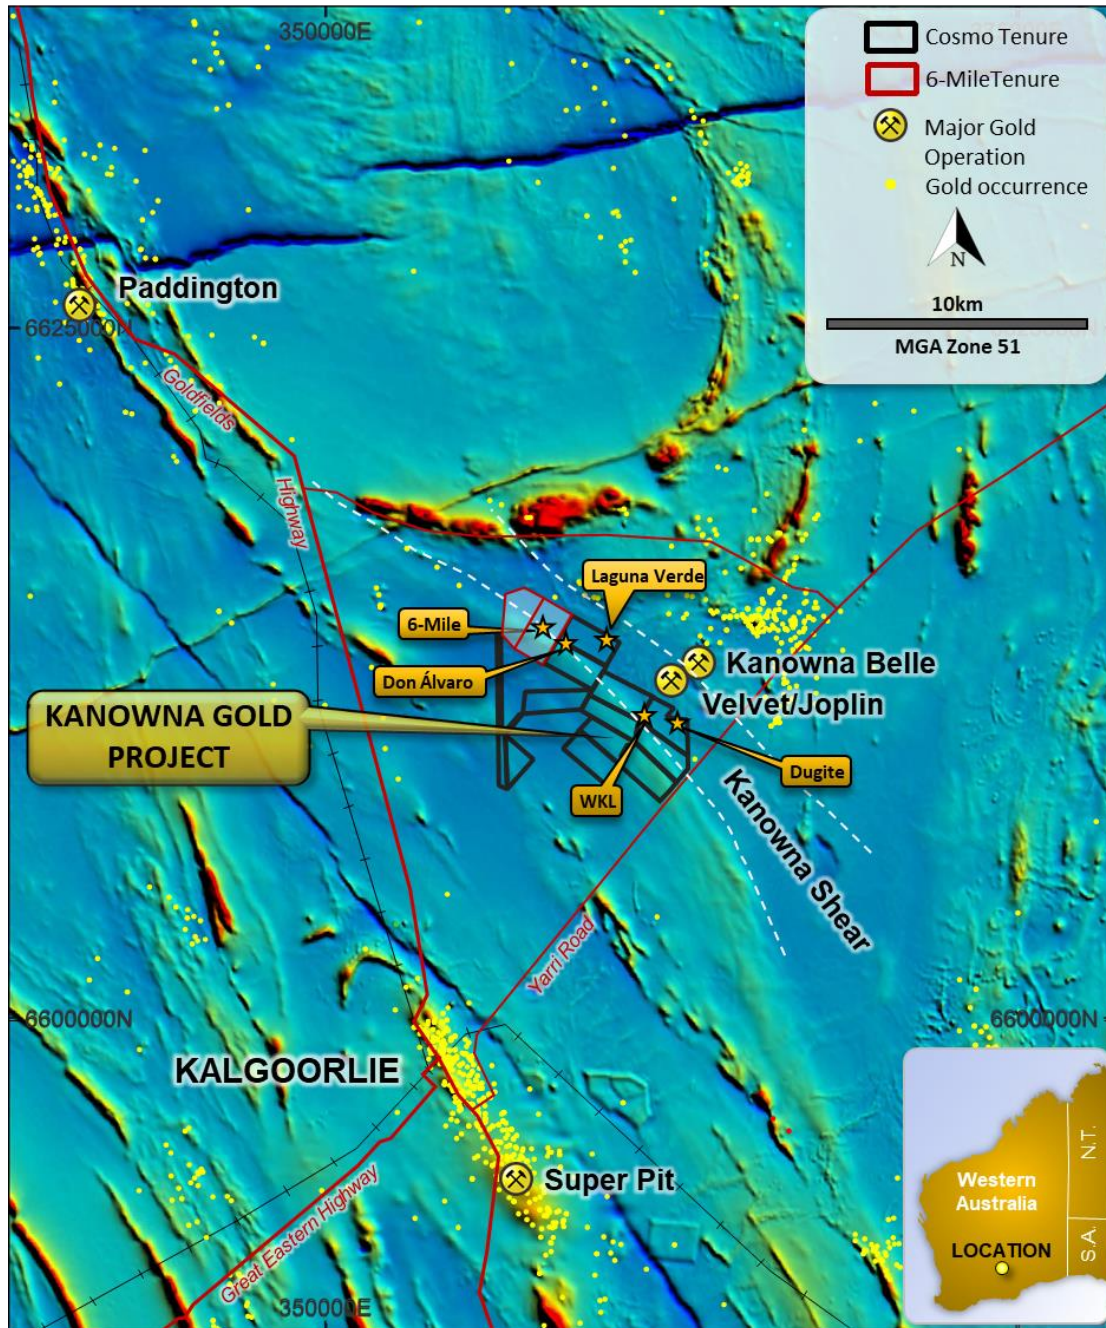 350000E
Cosmo Tenure
6-MileTenure
Major Gold
Operation
Gold occurrence
N
10km
MGA Zone 51
Paddington
6625000N
Goldfields
Highway
Laguna Verde
6-Mile
Don Álvaro
Kanowna Belle
Velvet/Joplin
KANOWNA GOLD
PROJECT
Dugite
WKL
Kanowna Shear
Yarri Road
6600000N
6600000N
KALGOORLIE
Super Pit
Great Eastern Highway
350000E
Western
Australia
N.T.
S.A.
LOCATION